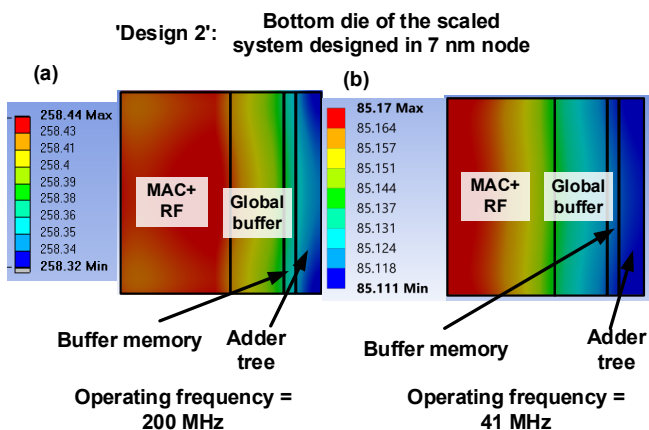 'Design 2':
Bottom die of the scaled
system designed in 7 nm node
(a)
258.44 Max
258.43
258.41
258.4
258.39
258.38
258.36
258.35
258.34
258.32 Min
MAC+
RF
Global
buffer
Buffer memory
Adder
tree
Operating frequency =
200 MHz
(b)
85.17 Max
85.164
85.157
85.151
85.144
85.137
85.131
85.124
85.118
85.111 Min
MAC+
RF
Global
buffer
Buffer memory
Adder
tree
Operating frequency =
41 MHz